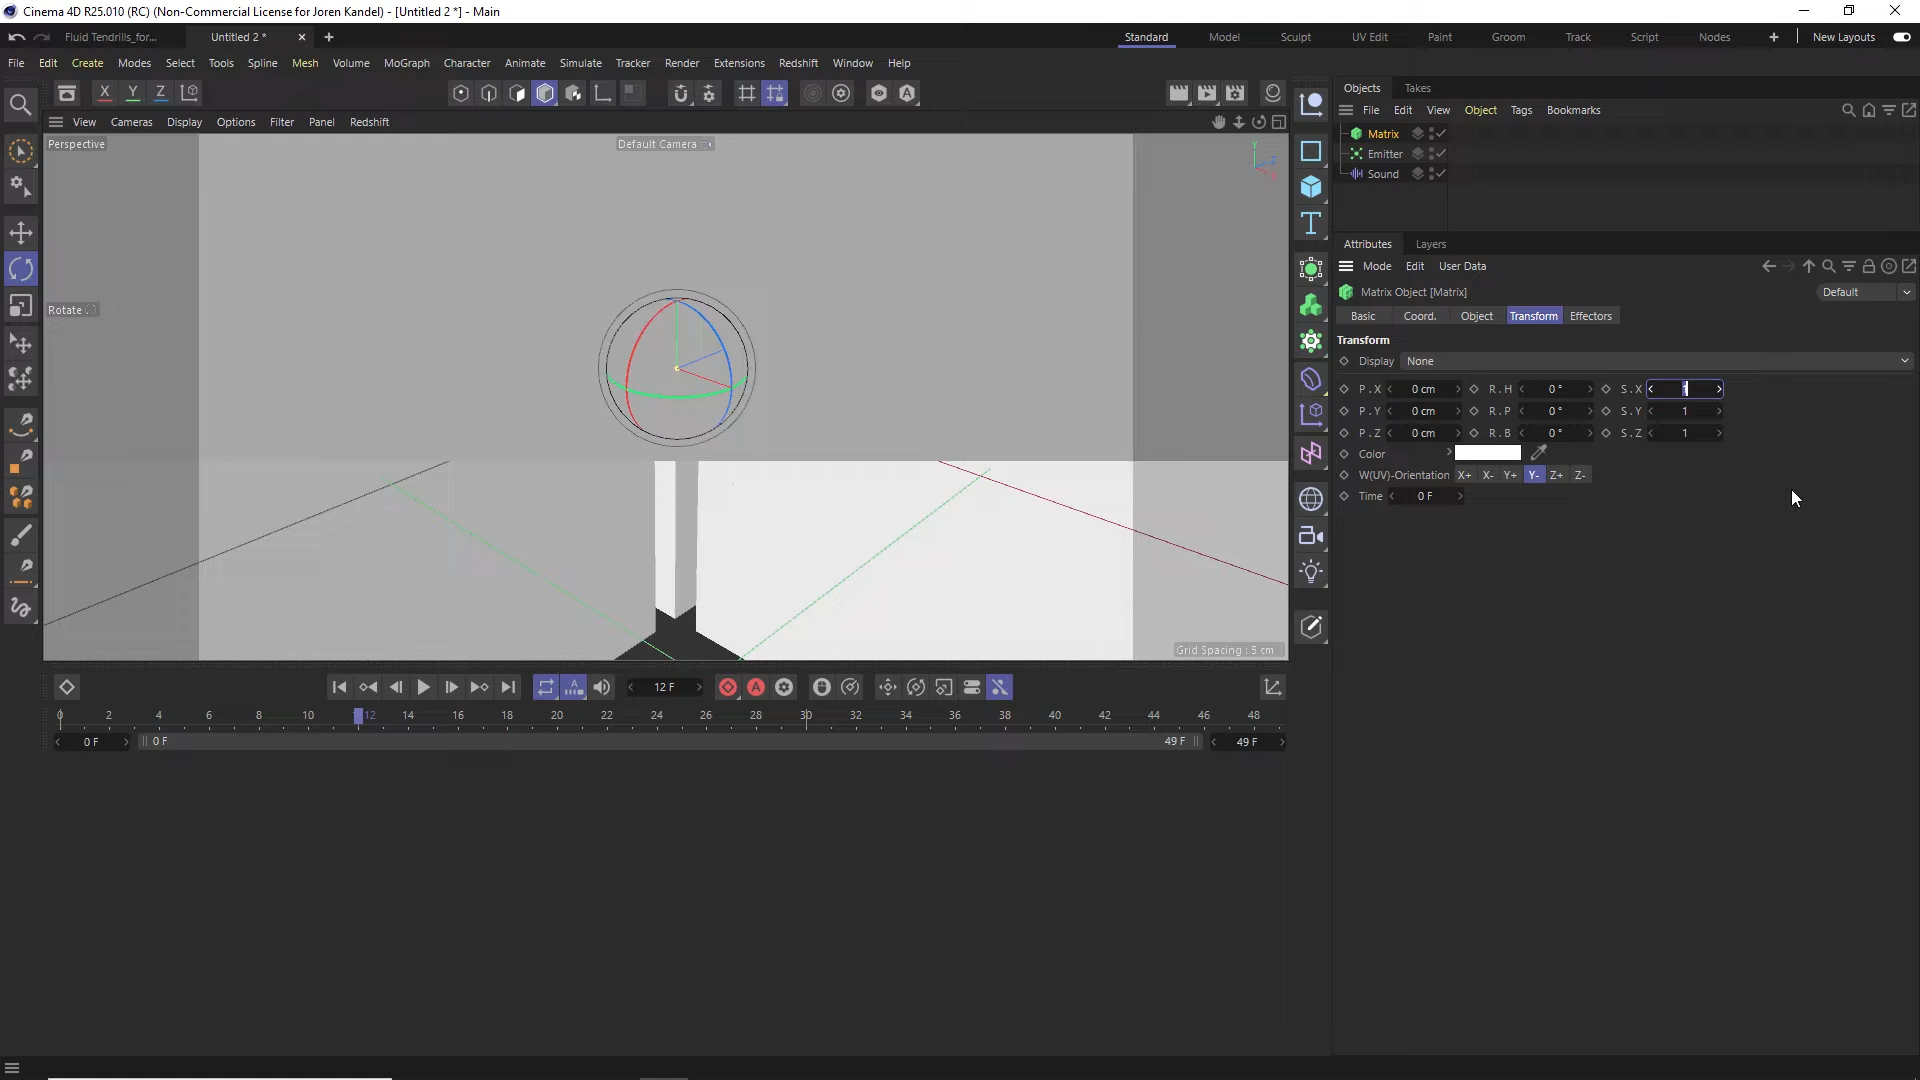 Cinema 4D R25.010 (RC) (Non-Commercial License for Joren Kandel) - [Untitled 2 *] - Main
Fluid Tendrills_for...
Untitled 2 *
Standard
Model
Sculpt
UV Edit
Paint
Groom
Track
Script
Nodes
New Layouts
File Edit Create Modes Select Tools Spline Mesh Volume MoGraph Character Animate Simulate Tracker Render Extensions Redshift Window Help
X Y Z
Objects Takes
View Cameras Display Options Filter Panel Redshift
File Edit View Object Tags Bookmarks
Perspective
Default Camera
Y
Z
X
Matrix
Emitter
Sound
Attributes Layers
Mode Edit User Data
Matrix Object [Matrix]
Default
Rotate
Basic Coord. Object Transform Effectors
Transform
Display None
P . X 0 cm R . H 0 ° S . X 1
P . Y 0 cm R . P 0 ° S . Y 1
P . Z 0 cm R . B 0 ° S . Z 1
Color
W(UV)-Orientation X+ X- Y+ Y- Z+ Z-
Time 0 F
Grid Spacing : 5 cm
12 F
0 2 4 6 8 10 12 14 16 18 20 22 24 26 28 30 32 34 36 38 40 42 44 46 48
0 F
0 F
49 F
49 F